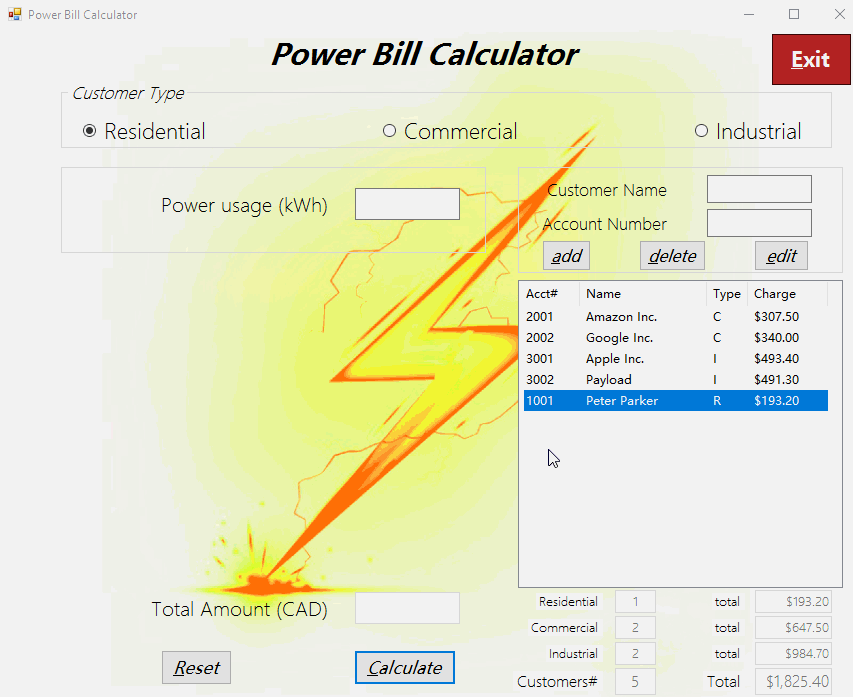 Power Bill Calculator
Power Bill Calculator
Exit
Customer Type
Residential Commercial Industrial
Power usage (kWh)
Customer Name
Account Number
add delete edit
Acct# Name Type Charge
2001 Amazon Inc. C $307.50
2002 Google Inc. C $340.00
3001 Apple Inc. I $493.40
3002 Payload I $491.30
1001 Peter Parker R $193.20
Total Amount (CAD)
Residential 1 total $193.20
Commercial 2 total $647.50
Industrial 2 total $984.70
Customers# 5 Total $1,825.40
Reset Calculate